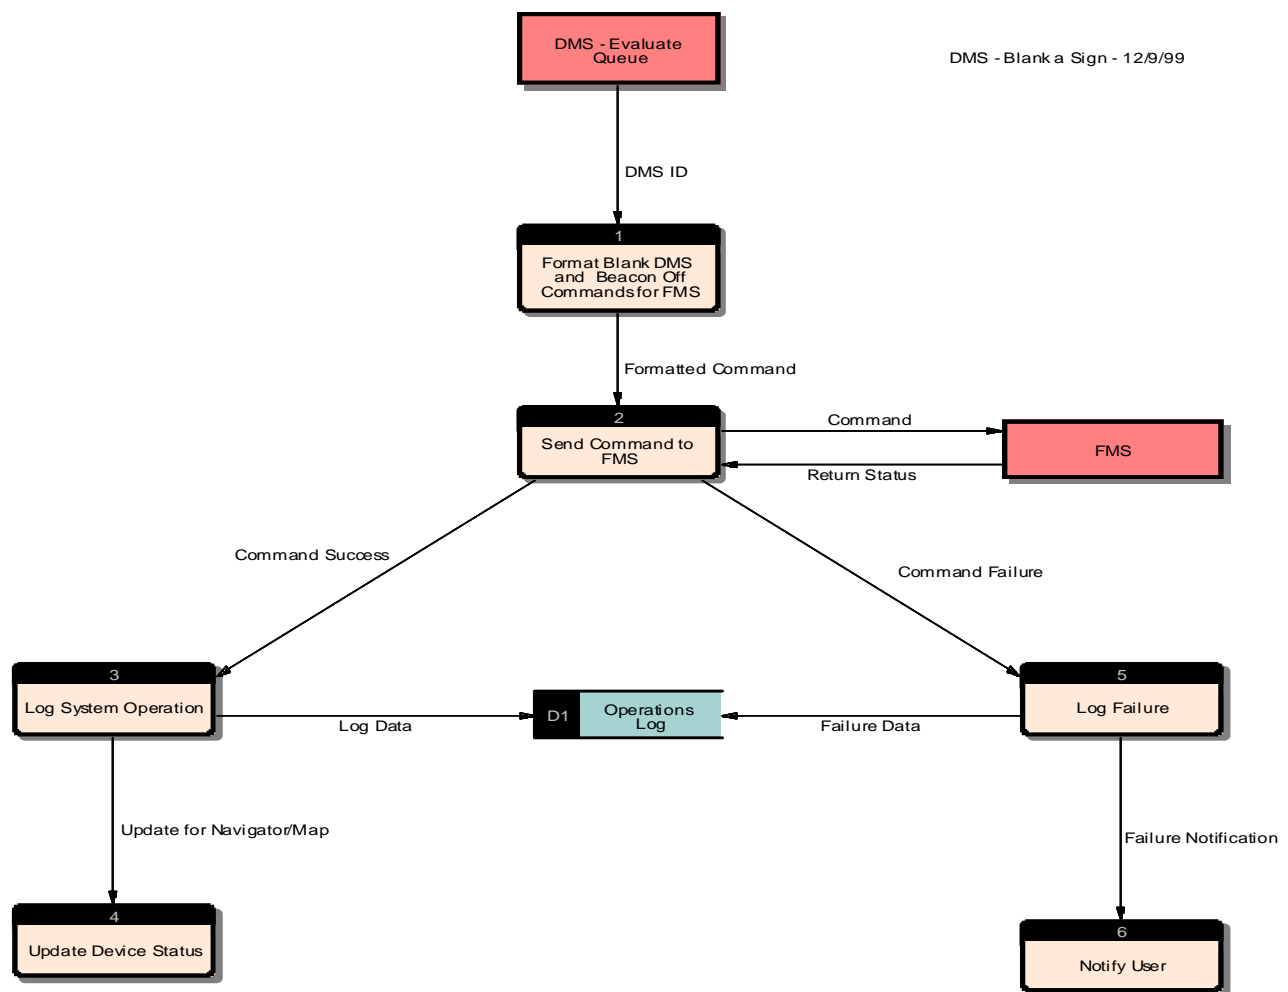 DMS - Evaluate
Queue
DMS - Blank a Sign - 12/9/99
DMS ID
1
Format Blank DMS
and Beacon Off
Commands for FMS
Formatted Command
2
Send Command to
FMS
Command
FMS
Return Status
Command Success
Command Failure
3
Log System Operation
5
Log Failure
D1
Operations
Log
Log Data
Failure Data
Update for Navigator/Map
Failure Notification
4
Update Device Status
6
Notify User